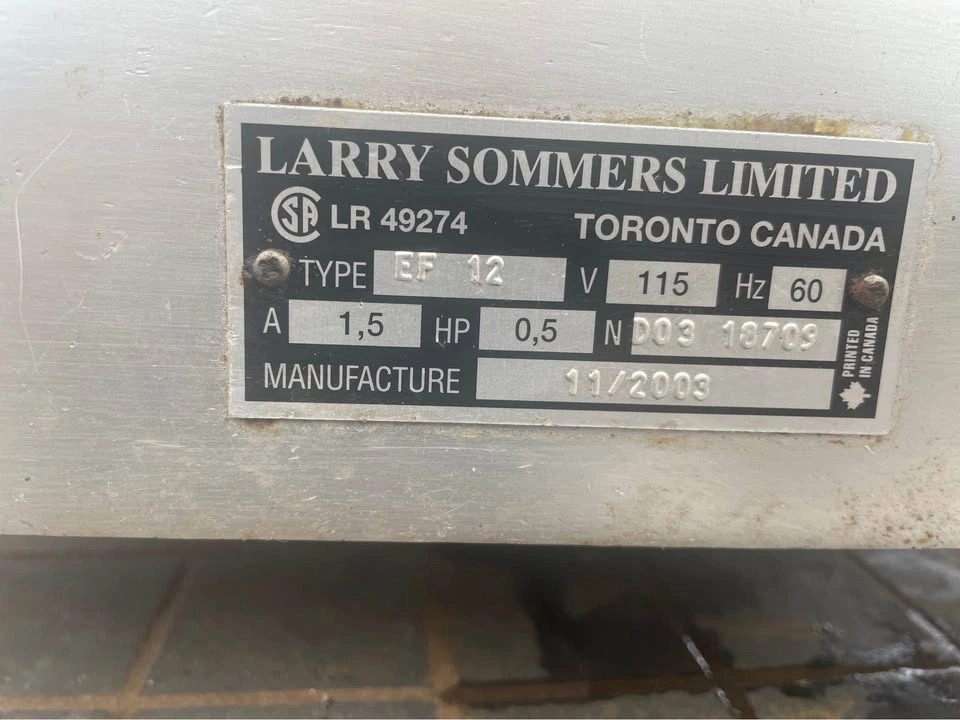 LARRY SOMMERS LIMITED
CSA LR 49274 TORONTO CANADA
TYPE EF 12 V 115 Hz 60
A 1,5 HP 0,5 N D03 18709
MANUFACTURE 11/2003
PRINTED
IN CANADA